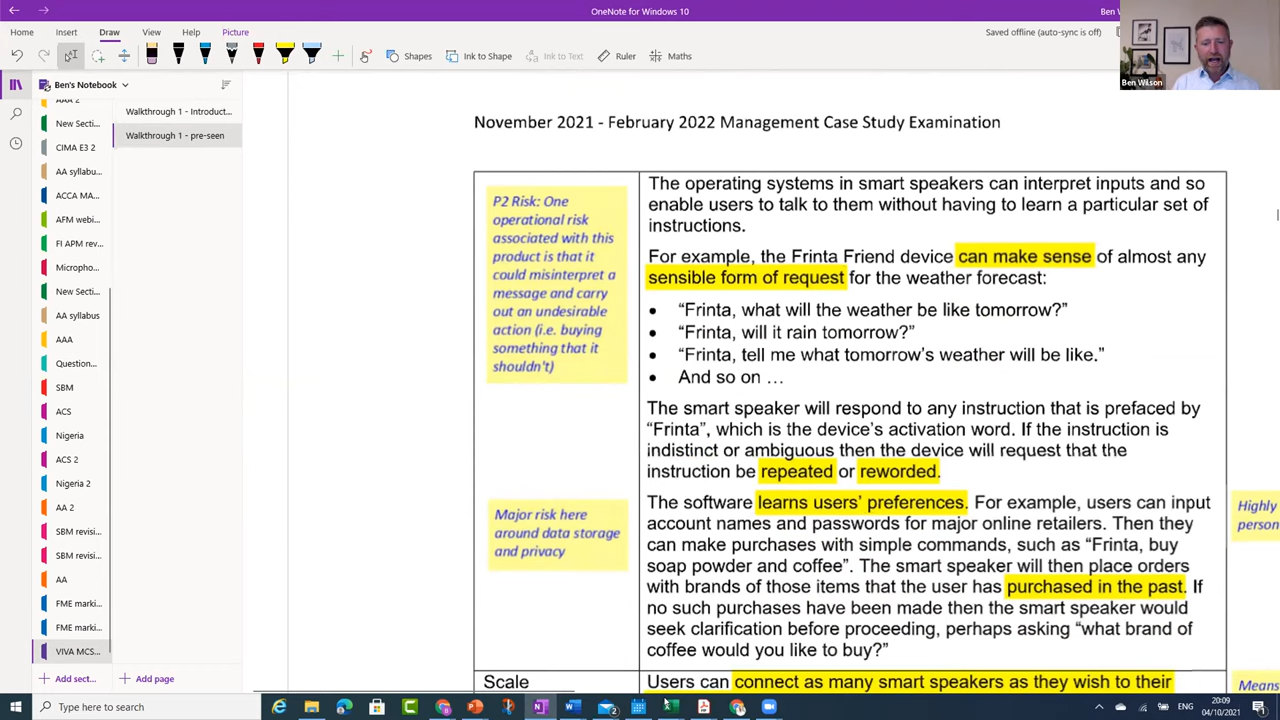 OneNote for Windows 10
Ben W
Home
Insert
Draw
View
Help
Picture
Saved offline (auto-sync is off)
Shapes
Ink to Shape
Ink to Text
Ruler
Maths
Ben Wilson
Ben's Notebook
AAA 2
New Secti...
CIMA E3 2
AA syllabu...
ACCA MA...
AFM webi...
FI APM rev...
Micropho...
New Secti...
AA syllabus
AAA
Question...
SBM
ACS
Nigeria
ACS 2
Nigeria 2
AA 2
SBM revisi...
SBM revisi...
AA
FME marki...
FME marki...
VIVA MCS...
Add sect...
Walkthrough 1 - Introduct...
Walkthrough 1 - pre-seen
Add page
November 2021 - February 2022 Management Case Study Examination
P2 Risk: One
operational risk
associated with this
product is that it
could misinterpret a
message and carry
out an undesirable
action (i.e. buying
something that it
shouldn't)
The operating systems in smart speakers can interpret inputs and so
enable users to talk to them without having to learn a particular set of
instructions.
For example, the Frinta Friend device can make sense of almost any
sensible form of request for the weather forecast:
• “Frinta, what will the weather be like tomorrow?”
• “Frinta, will it rain tomorrow?”
• “Frinta, tell me what tomorrow’s weather will be like.”
• And so on …
The smart speaker will respond to any instruction that is prefaced by
“Frinta”, which is the device’s activation word. If the instruction is
indistinct or ambiguous then the device will request that the
instruction be repeated or reworded.
Major risk here
around data storage
and privacy
The software learns users’ preferences. For example, users can input
account names and passwords for major online retailers. Then they
can make purchases with simple commands, such as “Frinta, buy
soap powder and coffee”. The smart speaker will then place orders
with brands of those items that the user has purchased in the past. If
no such purchases have been made then the smart speaker would
seek clarification before proceeding, perhaps asking “what brand of
coffee would you like to buy?”
Highly
person
Scale
Users can connect as many smart speakers as they wish to their
Means
Type here to search
20:09
04/10/2021